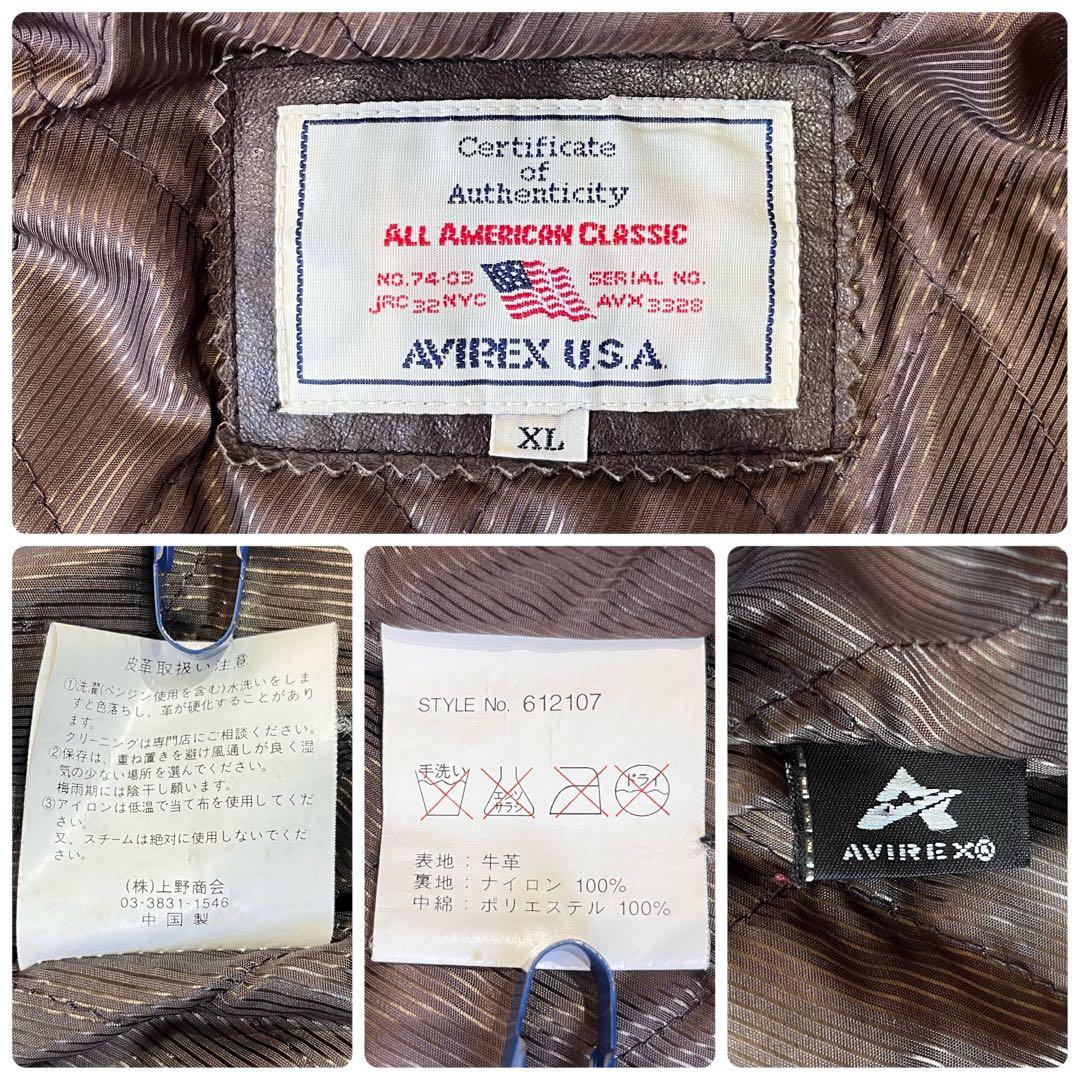 Certificate
of
Authenticity
ALL AMERICAN CLASSIC
NO.74-03 SERIAL NO.
JRC 32 NYC AVX 3328
AVIREX U.S.A.
XL
皮革取扱い注意
①洗濯(ベンジン使用を含む)水洗いをしま
すと色落ちし、革が硬化することがあり
ます。
クリーニングは専門店にご相談ください。
②保存は、重ね置きを避け風通しが良く湿
気の少ない場所を選んでください。
梅雨期には陰干し願います。
③アイロンは低温で当て布を使用してくだ
さい。
又、スチームは絶対に使用しないでくだ
さい。
(株)上野商会
03-3831-1546
中国製
STYLE No. 612107
手洗い エンソ サラシ ドライ
表地:牛革
裏地:ナイロン 100%
中綿:ポリエステル 100%
AVIREX®